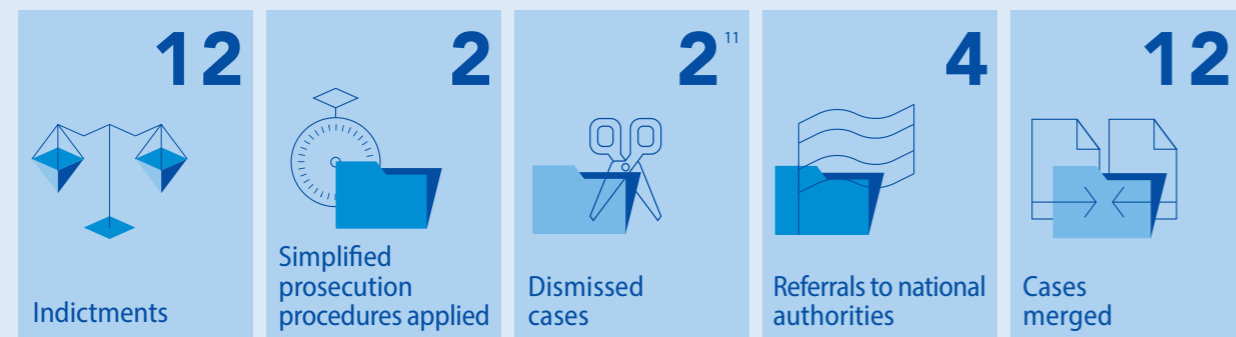 12
Indictments
2
Simplified
prosecution
procedures applied
2 11
Dismissed
cases
4
Referrals to national
authorities
12
Cases
merged